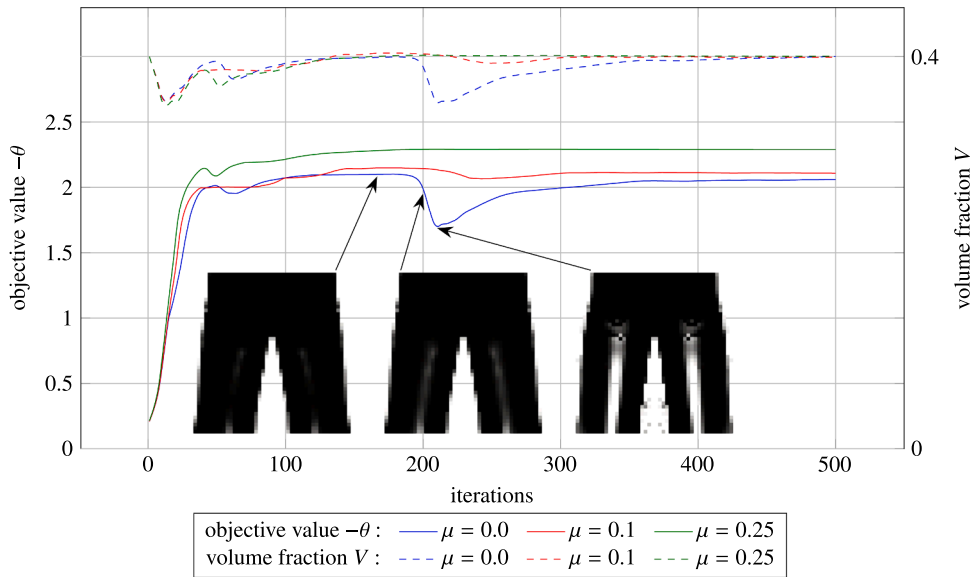 objective value −θ
2.5
2
1.5
1
0.5
0
0.4
0
volume fraction V
0
100
200
300
400
500
iterations
objective value −θ : μ = 0.0 μ = 0.1 μ = 0.25
volume fraction V : μ = 0.0 μ = 0.1 μ = 0.25